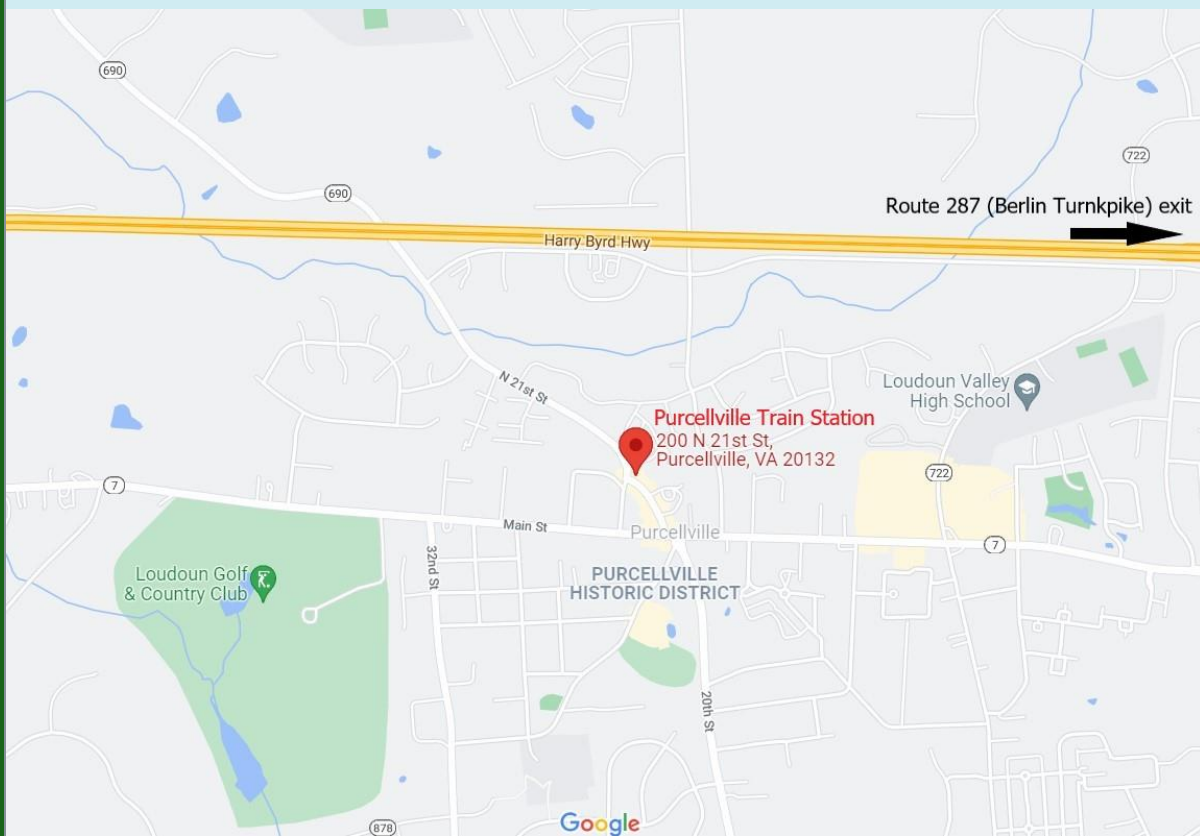 690
722
690
Route 287 (Berlin Turnkpike) exit
Harry Byrd Hwy
N 21st St
Loudoun Valley
High School
Purcellville Train Station
200 N 21st St,
Purcellville, VA 20132
722
7
Main St
Purcellville
7
32nd St
Loudoun Golf
& Country Club
PURCELLVILLE
HISTORIC DISTRICT
20th St
878
Google